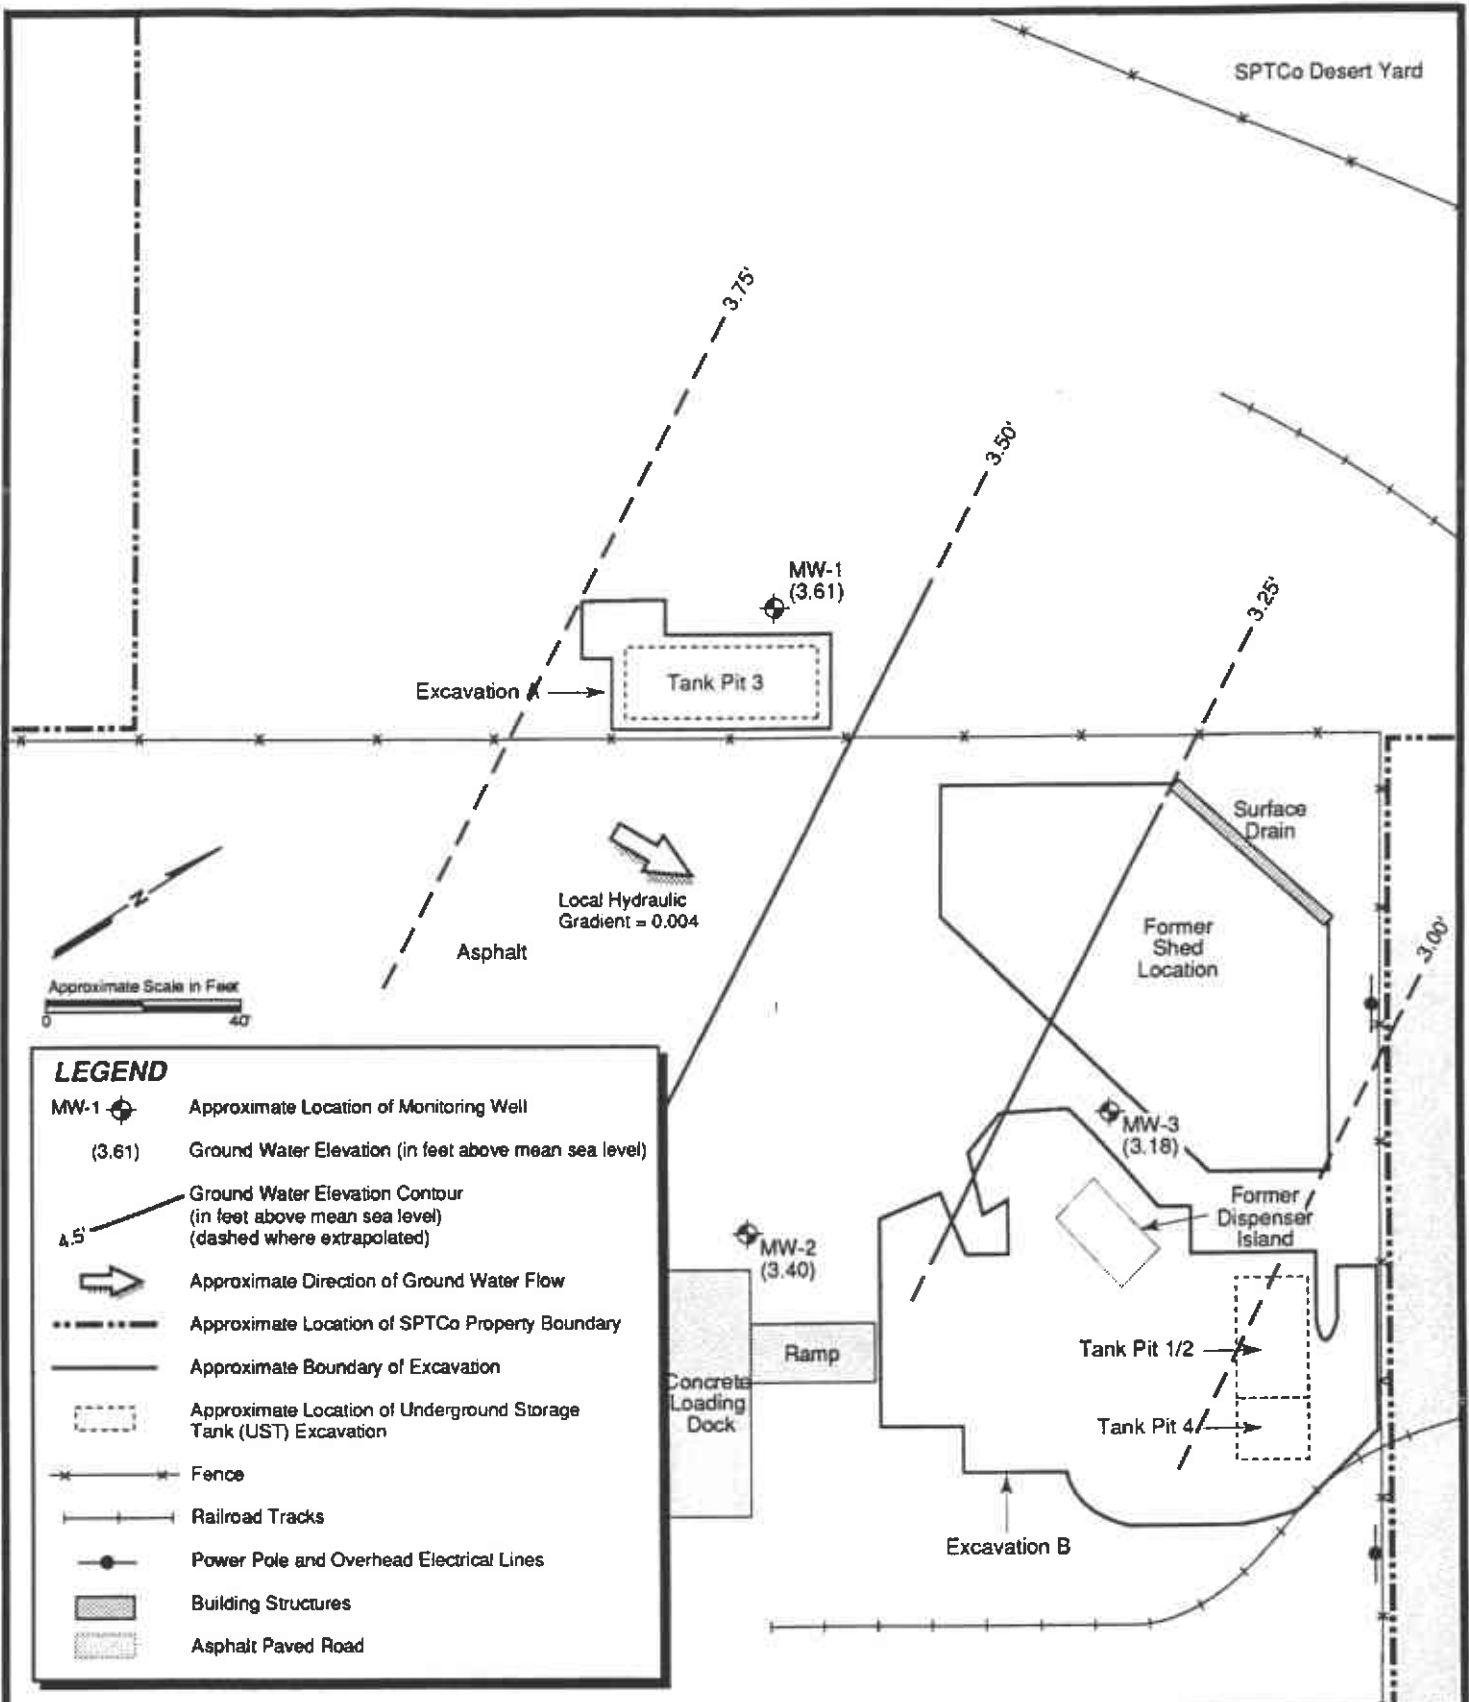 SPTCo Desert Yard
3.75'
3.50'
3.25'
MW-1
(3.61)
Excavation A
Tank Pit 3
Surface
Drain
Local Hydraulic
Gradient = 0.004
Asphalt
Former
Shed
Location
3.00'
N
Approximate Scale in Feet
0 40'
MW-3
(3.18)
Former
Dispenser
Island
MW-2
(3.40)
Ramp
Concrete
Loading
Dock
Tank Pit 1/2
Tank Pit 4
Excavation B
LEGEND
MW-1 Approximate Location of Monitoring Well
(3.61) Ground Water Elevation (in feet above mean sea level)
4.5' Ground Water Elevation Contour
(in feet above mean sea level)
(dashed where extrapolated)
Approximate Direction of Ground Water Flow
Approximate Location of SPTCo Property Boundary
Approximate Boundary of Excavation
Approximate Location of Underground Storage
Tank (UST) Excavation
Fence
Railroad Tracks
Power Pole and Overhead Electrical Lines
Building Structures
Asphalt Paved Road